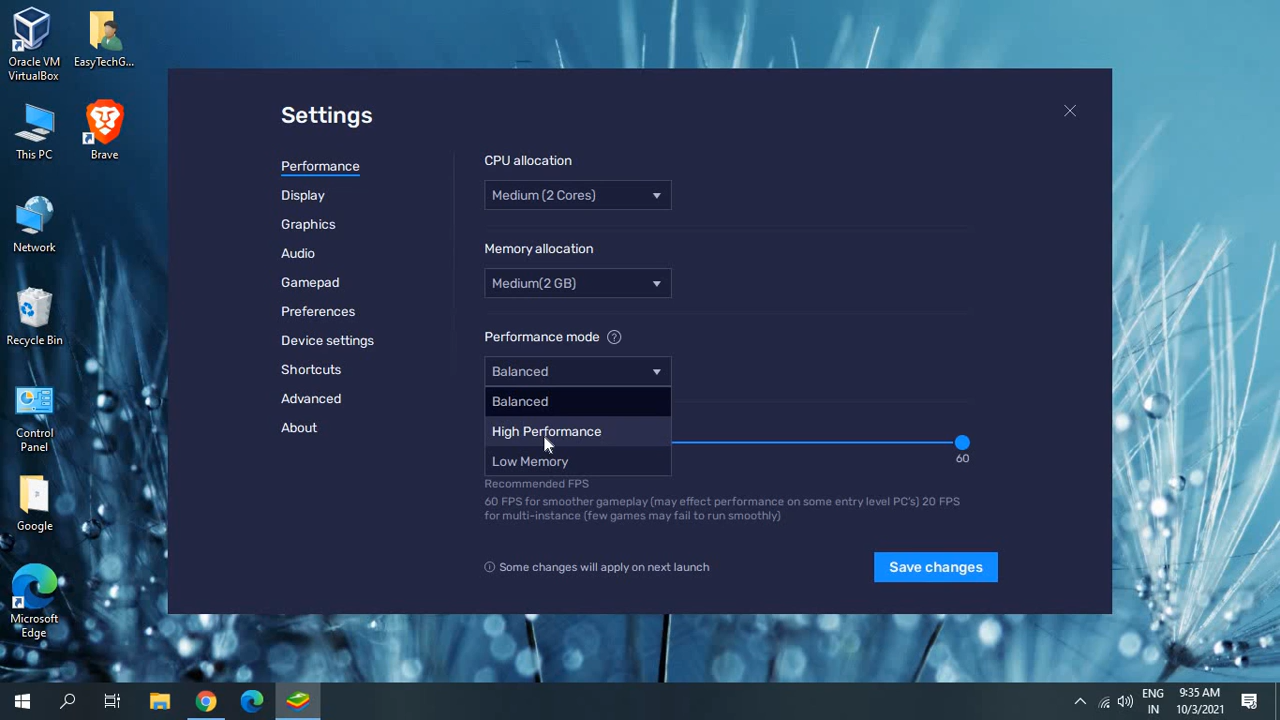 Oracle VM
VirtualBox
EasyTechG...
This PC
Brave
Network
Recycle Bin
Control
Panel
Google
Microsoft
Edge
Settings
Performance
Display
Graphics
Audio
Gamepad
Preferences
Device settings
Shortcuts
Advanced
About
CPU allocation
Medium (2 Cores)
Memory allocation
Medium(2 GB)
Performance mode ?
Balanced
Balanced
High Performance
Low Memory
60
Recommended FPS
60 FPS for smoother gameplay (may effect performance on some entry level PC's) 20 FPS
for multi-instance (few games may fail to run smoothly)
Some changes will apply on next launch
Save changes
ENG
IN
9:35 AM
10/3/2021